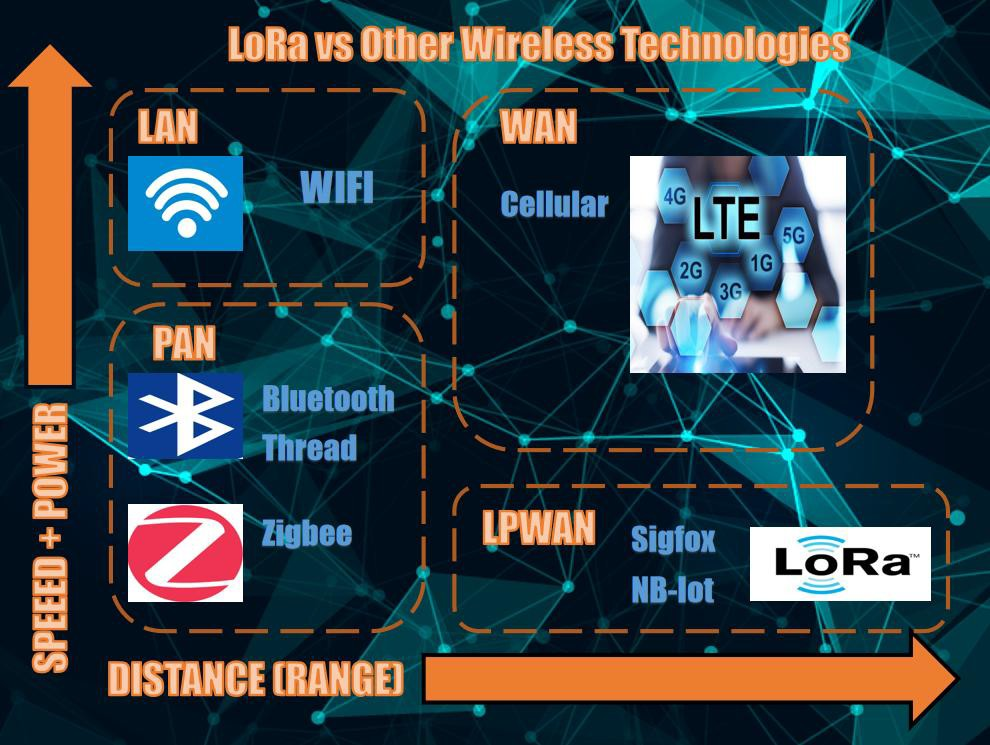 LoRa vs Other Wireless Technologies
LAN
WIFI
WAN
Cellular
4G
LTE
5G
1G
2G
3G
PAN
Bluetooth
Thread
Zigbee
LPWAN
Sigfox
NB-Iot
LoRa™
SPEED + POWER
DISTANCE (RANGE)